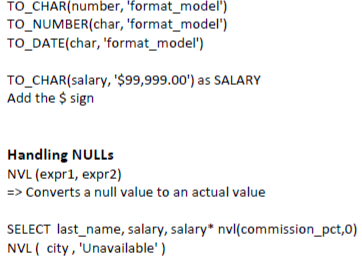 TO_CHAR(number, 'format_model')
TO_NUMBER(char, 'format_model')
TO_DATE(char, 'format_model')
TO_CHAR(salary, '$99,999.00') as SALARY
Add the $ sign
Handling NULLs
NVL (expr1, expr2)
=> Converts a null value to an actual value
SELECT last_name, salary, salary* nvl(commission_pct,0)
NVL ( city , 'Unavailable' )